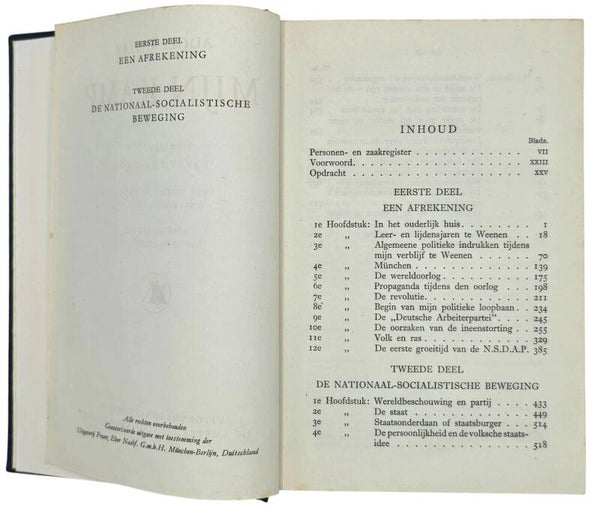 EERSTE DEEL
EEN AFREKENING
TWEEDE DEEL
DE NATIONAAL-SOCIALISTISCHE
BEWEGING
Alle rechten voorbehouden
Geautoriseerde uitgave met toestemming der
Uitgeverij Franz Eher Nachf. G.m.b.H. München-Berlijn, Duitschland
INHOUD
Bladz.
Personen- en zaakregister . . . . . . . . . . . VII
Voorwoord. . . . . . . . . . . . . . . . . XXIII
Opdracht . . . . . . . . . . . . . . . . . XXV
EERSTE DEEL
EEN AFREKENING
1e Hoofdstuk: In het ouderlijk huis. . . . . . . . 1
2e „ Leer- en lijdensjaren te Weenen . . 18
3e „ Algemeene politieke indrukken tijdens
mijn verblijf te Weenen . . . . . 70
4e „ München . . . . . . . . . . . . 139
5e „ De wereldoorlog . . . . . . . . . 175
6e „ Propaganda tijdens den oorlog . . . 198
7e „ De revolutie. . . . . . . . . . . 211
8e „ Begin van mijn politieke loopbaan . . 234
9e „ De „Deutsche Arbeiterpartei”. . . . 245
10e „ De oorzaken van de ineenstorting . . 255
11e „ Volk en ras . . . . . . . . . . . 329
12e „ De eerste groeitijd van de N.S.D.A.P. 385
TWEEDE DEEL
DE NATIONAAL-SOCIALISTISCHE BEWEGING
1e Hoofdstuk: Wereldbeschouwing en partij . . . . 433
2e „ De staat . . . . . . . . . . . . 449
3e „ Staatsonderdaan of staatsburger . . . 514
4e „ De persoonlijkheid en de volksche staats-
idee . . . . . . . . . . . . . 518